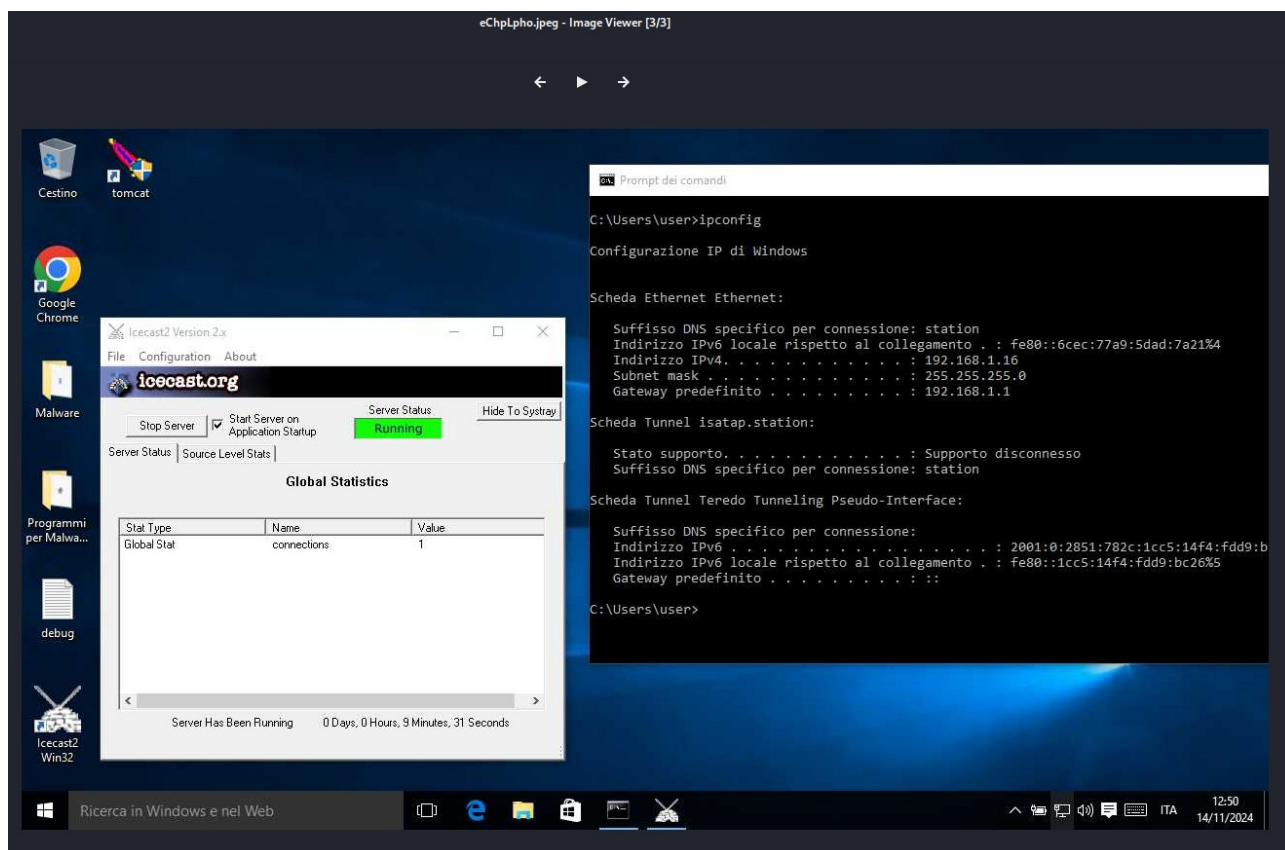 eChpLpho.jpeg - Image Viewer [3/3]
Cestino
tomcat
Google
Chrome
Malware
Programmi
per Malwa...
debug
Icecast2
Win32
Icecast2 Version 2.x
File Configuration About
icecast.org
Stop Server
Start Server on
Application Startup
Server Status
Running
Hide To Systray
Server Status
Source Level Stats
Global Statistics
Stat Type Name Value
Global Stat connections 1
Server Has Been Running 0 Days, 0 Hours, 9 Minutes, 31 Seconds
Prompt dei comandi
C:\Users\user>ipconfig
Configurazione IP di Windows
Scheda Ethernet Ethernet:
Suffisso DNS specifico per connessione: station
Indirizzo IPv6 locale rispetto al collegamento . : fe80::6cec:77a9:5dad:7a21%4
Indirizzo IPv4. . . . . . . . . . . . : 192.168.1.16
Subnet mask . . . . . . . . . . . . . : 255.255.255.0
Gateway predefinito . . . . . . . . . : 192.168.1.1
Scheda Tunnel isatap.station:
Stato supporto. . . . . . . . . . . . : Supporto disconnesso
Suffisso DNS specifico per connessione: station
Scheda Tunnel Teredo Tunneling Pseudo-Interface:
Suffisso DNS specifico per connessione:
Indirizzo IPv6 . . . . . . . . . . . . . . . . . : 2001:0:2851:782c:1cc5:14f4:fdd9:b
Indirizzo IPv6 locale rispetto al collegamento . : fe80::1cc5:14f4:fdd9:bc26%5
Gateway predefinito . . . . . . . . . : ::
C:\Users\user>
Ricerca in Windows e nel Web
ITA
12:50
14/11/2024